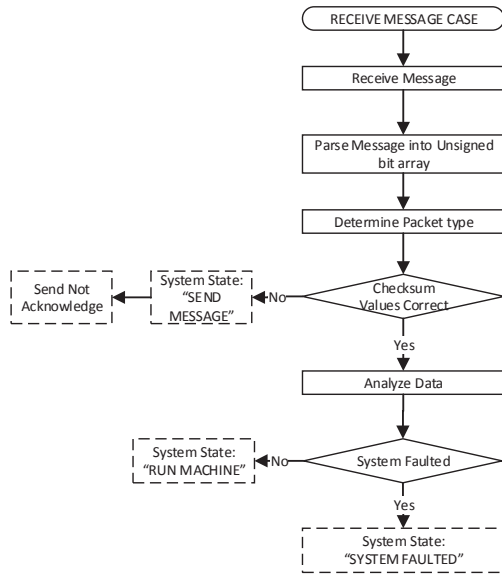 RECEIVE MESSAGE CASE
Receive Message
Parse Message into Unsigned
bit array
Determine Packet type
Checksum
Values Correct
No
System State:
“SEND
MESSAGE”
Send Not
Acknowledge
Yes
Analyze Data
System Faulted
No
System State:
“RUN MACHINE”
Yes
System State:
“SYSTEM FAULTED”